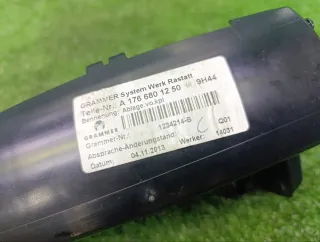 GRAMMER System Werk Rastatt
Teile-Nr.: A 176 680 12 50 9H44
Benennung: Ablage.vo.kpl
GRAMMER
Grammer-Nr.: 1234214-B Q01
Absprache-Änderungsstand:
Datum: 04.11.2013 Werker: 14031